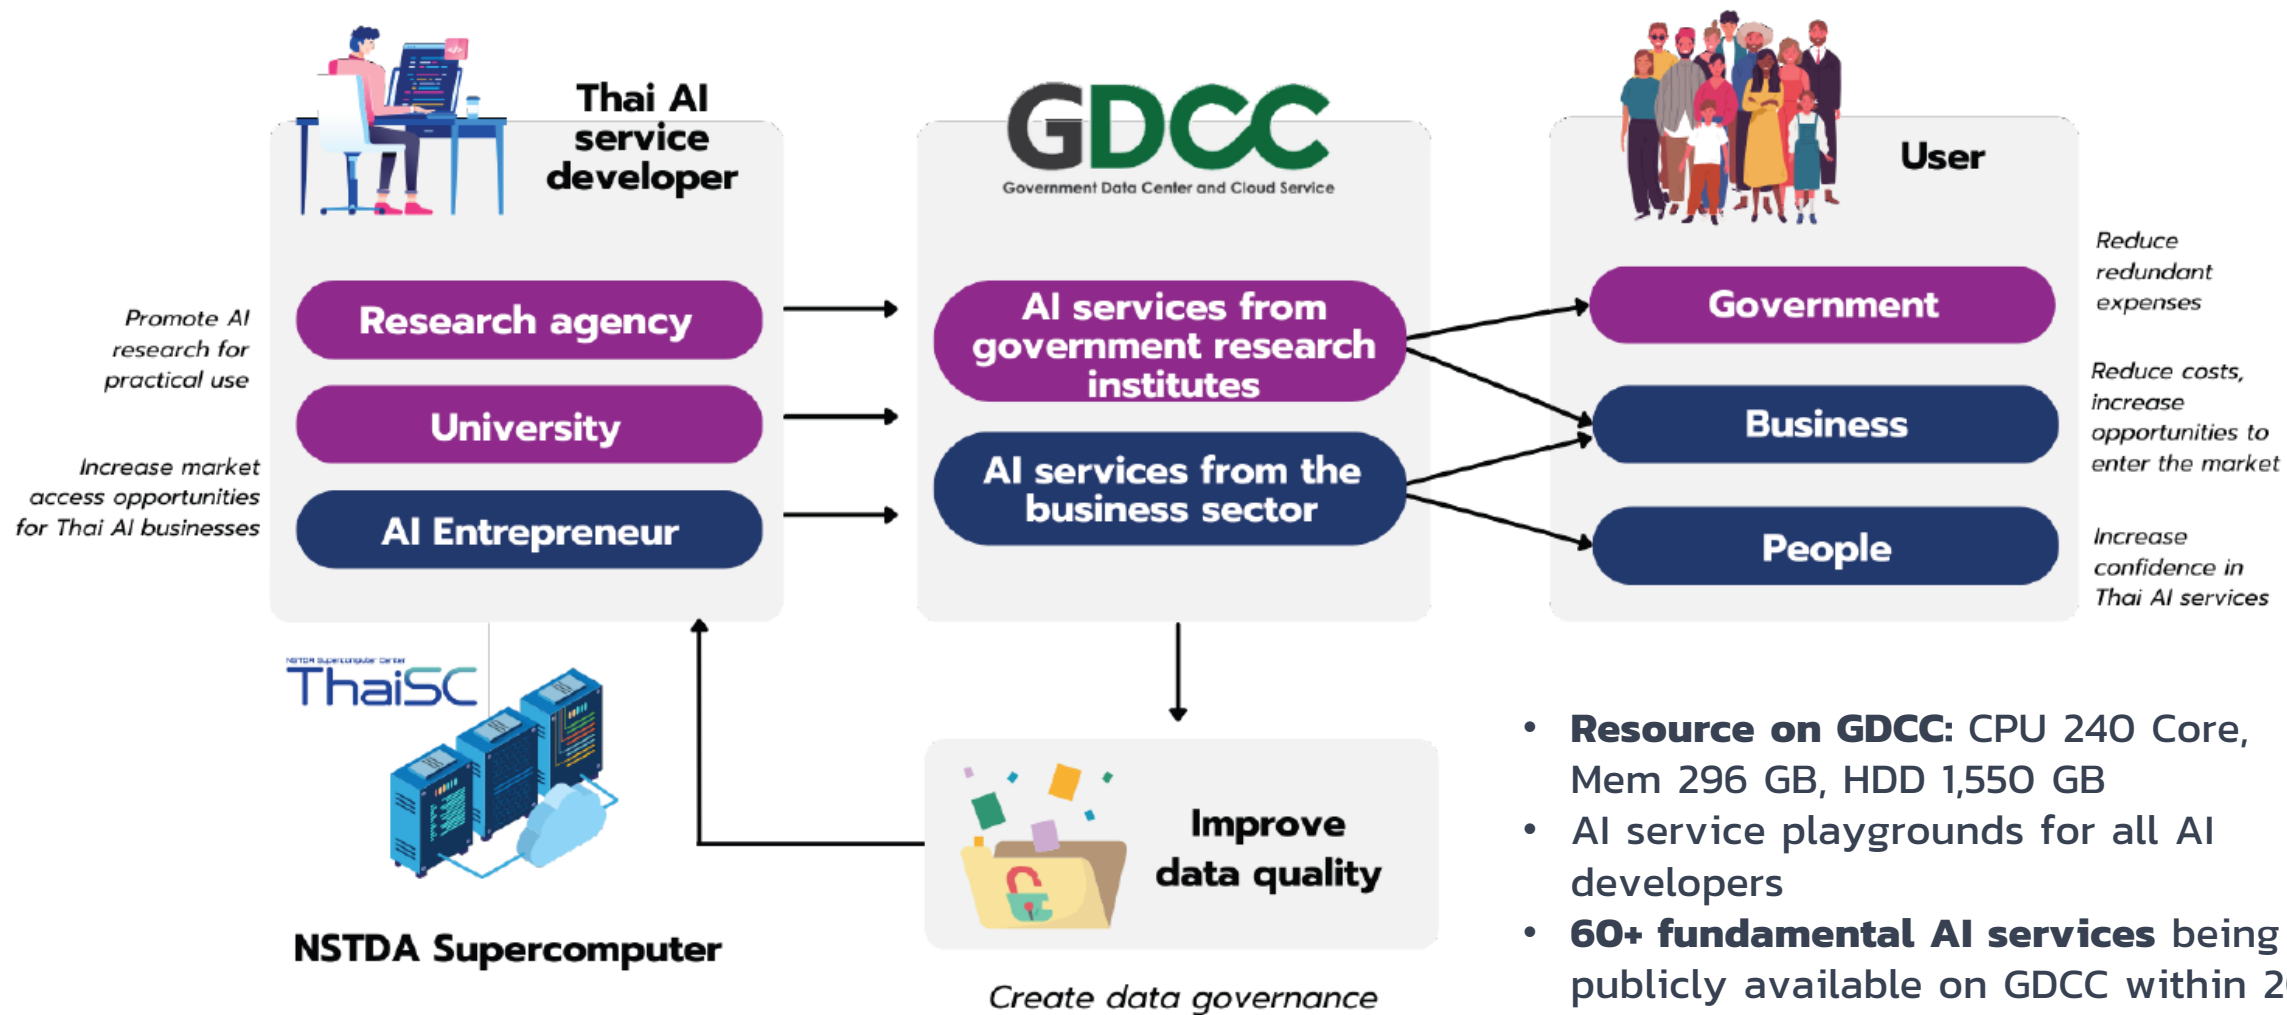 Thai AI
service
developer
Promote AI
research for
practical use
Increase market
access opportunities
for Thai AI businesses
Research agency
University
AI Entrepreneur
GDCC
Government Data Center and Cloud Service
AI services from
government research
institutes
AI services from the
business sector
User
Government
Business
People
Reduce
redundant
expenses
Reduce costs,
increase
opportunities to
enter the market
Increase
confidence in
Thai AI services
NSTDA Supercomputer Center
ThaiSC
NSTDA Supercomputer
Improve
data quality
Create data governance
• Resource on GDCC: CPU 240 Core,
Mem 296 GB, HDD 1,550 GB
• AI service playgrounds for all AI
developers
• 60+ fundamental AI services being
publicly available on GDCC within